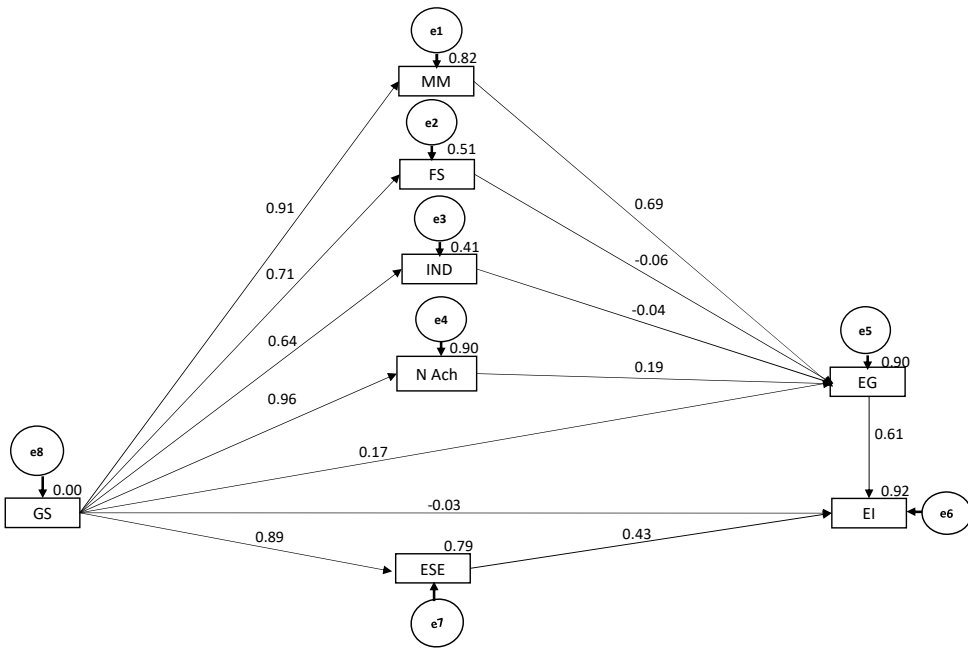 e1
0.82
MM
e2
0.51
FS
0.91
0.69
e3
0.41
IND
0.71
-0.06
-0.04
e4
0.90
N Ach
0.64
0.19
e5
0.90
EG
0.96
0.17
0.61
e8
0.00
GS
-0.03
0.92
EI
e6
0.89
0.79
ESE
0.43
e7